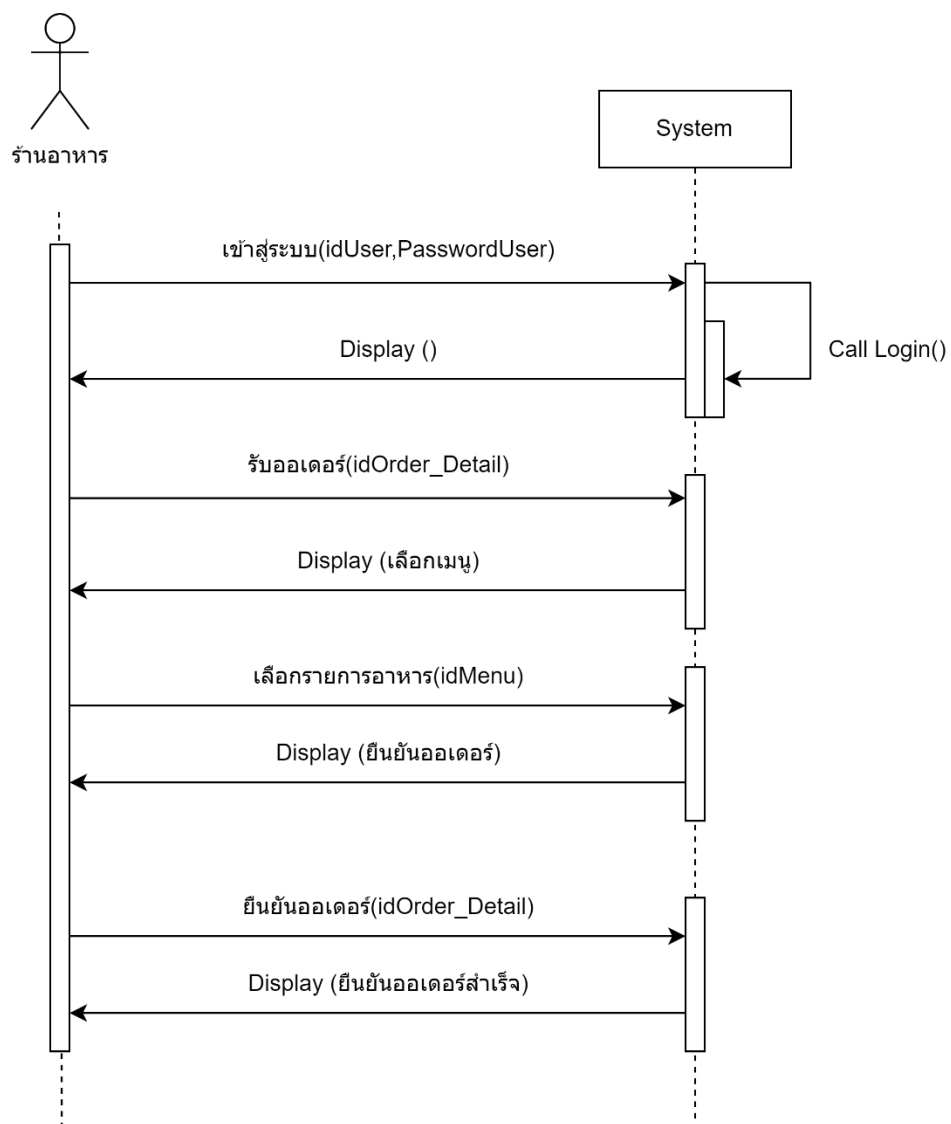 ร้านอาหาร
System
เข้าสู่ระบบ(idUser,PasswordUser)
Display ()
Call Login()
รับออเดอร์(idOrder_Detail)
Display (เลือกเมนู)
เลือกรายการอาหาร(idMenu)
Display (ยืนยันออเดอร์)
ยืนยันออเดอร์(idOrder_Detail)
Display (ยืนยันออเดอร์สำเร็จ)